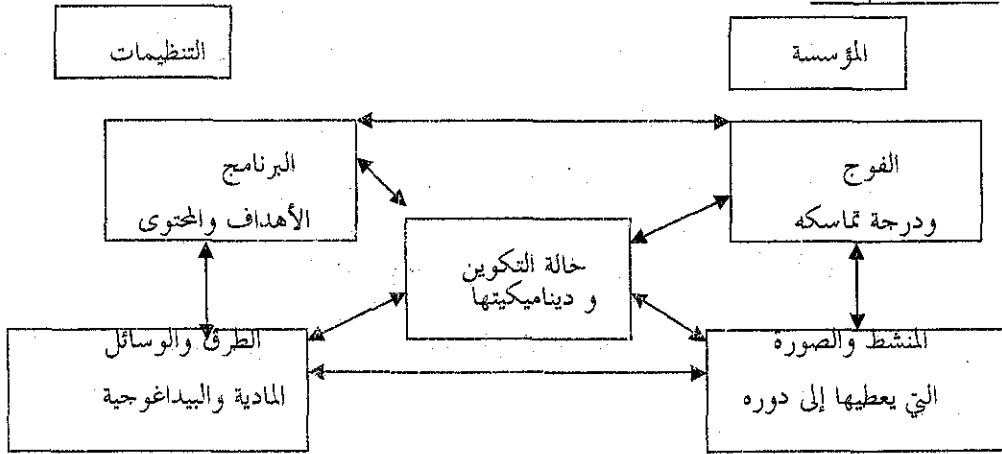 المؤسسة
التنظيمات
الفوج
ودرجة تماسكه
البرنامج
الأهداف والمحتوى
حالة التكوين
و ديناميكيتها
المنشط والصورة
التي يعطيها إلى دوره
الطرق والوسائل
المادية والبيداغوجية